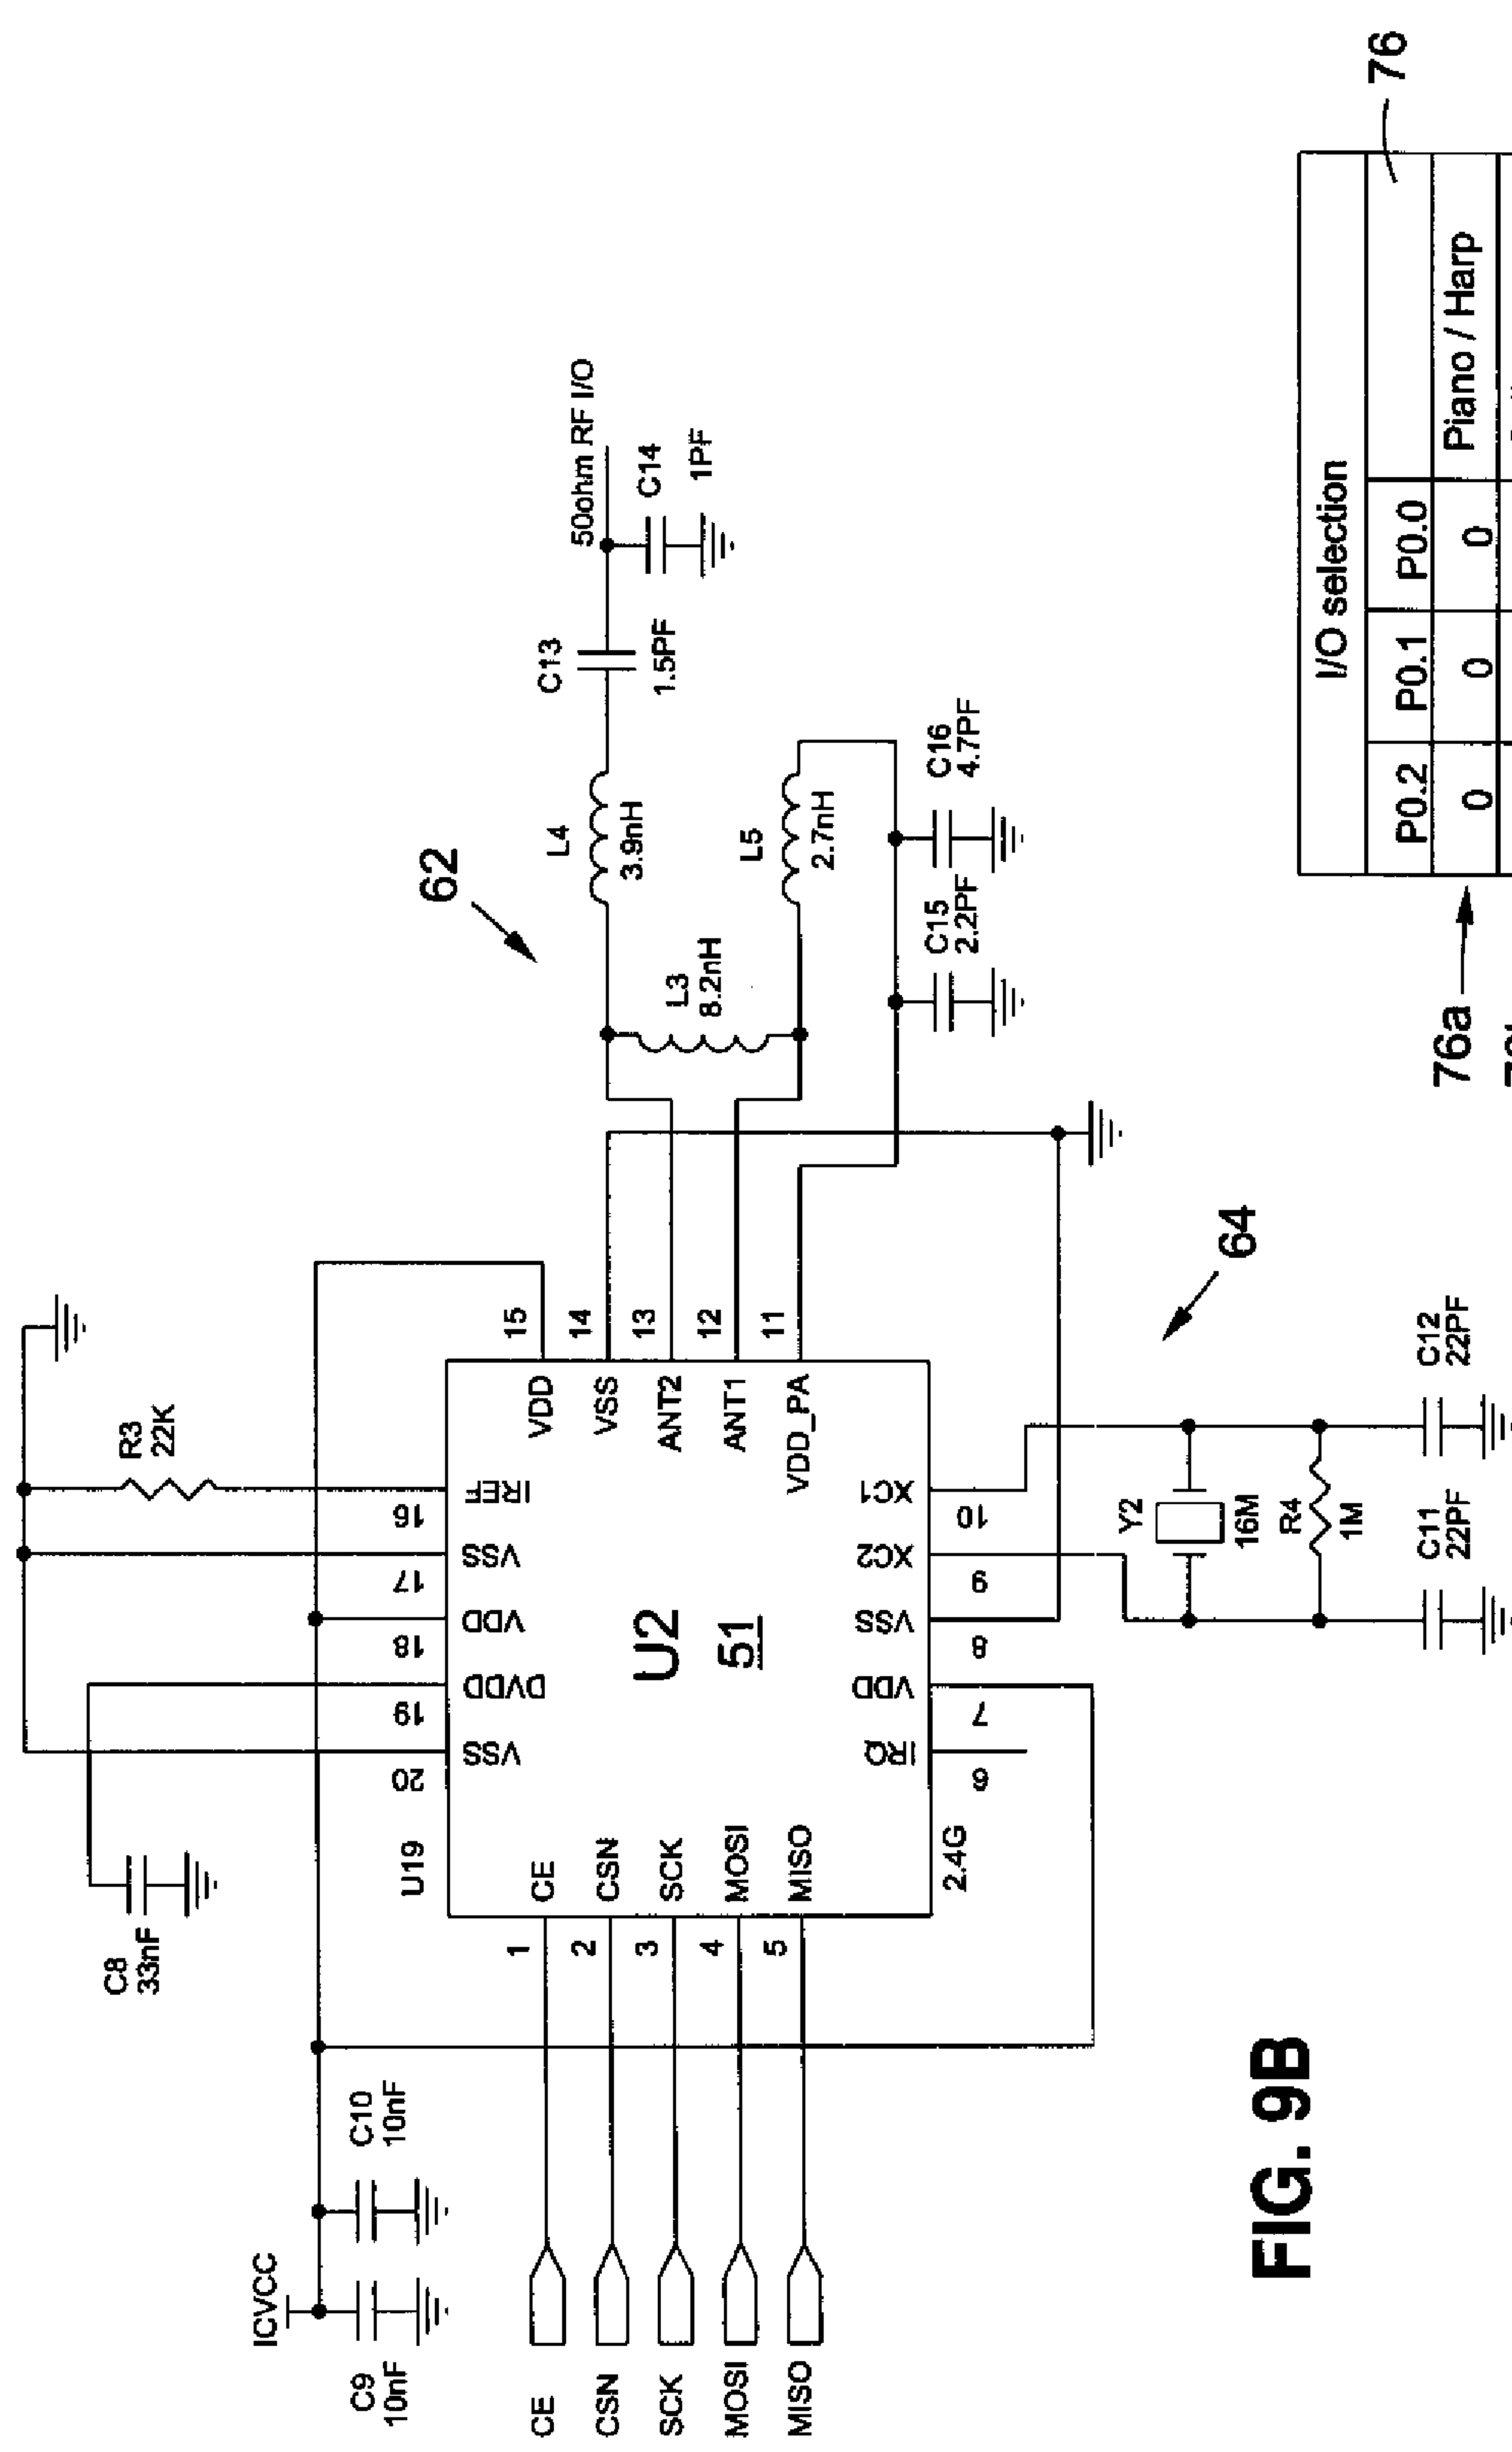 ICVCC
C9
10nF
C10
10nF
C8
33nF
R3
22K
CE
CSN
SCK
MOSI
MISO
1
2
3
4
5
U19
CE
CSN
SCK
MOSI
MISO
2.4G
20
19
18
17
16
VSS
DVDD
VDD
VSS
IREF
U2
51
IRQ
VDD
VSS
XC2
XC1
6
7
8
9
10
VDD
VSS
ANT2
ANT1
VDD_PA
15
14
13
12
11
62
L3
8.2nH
L4
3.9nH
C13
1.5PF
50ohm RF I/O
C14
1PF
L5
2.7nH
C15
2.2PF
C16
4.7PF
64
Y2
16M
R4
1M
C11
22PF
C12
22PF
FIG. 9B
I/O selection
P0.2 P0.1 P0.0
76
76a
0 0 0 Piano / Harp